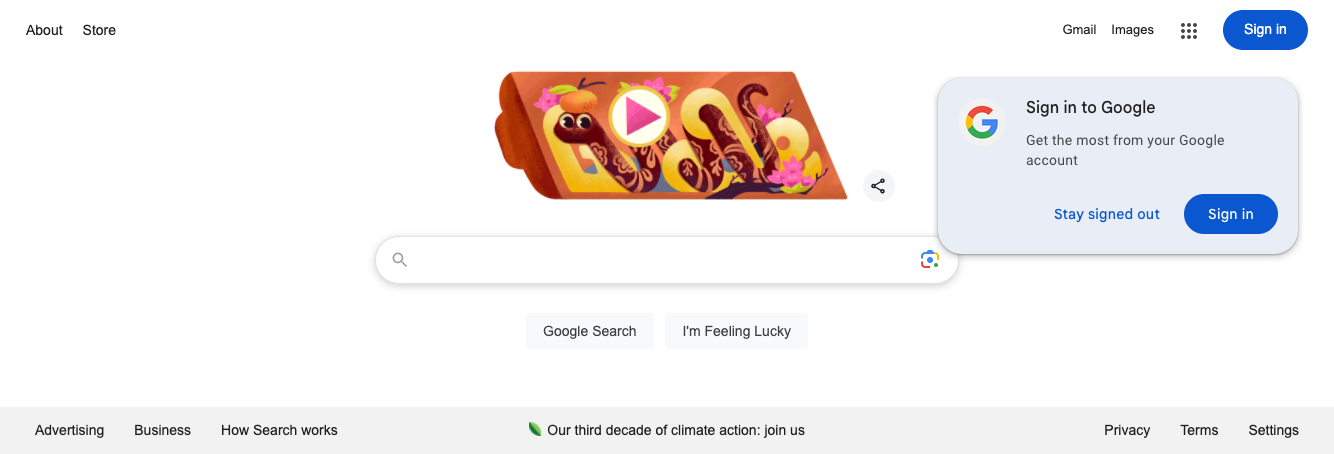 About Store
Gmail Images Sign in
Sign in to Google
Get the most from your Google
account
Stay signed out Sign in
Google Search I'm Feeling Lucky
Advertising Business How Search works
Our third decade of climate action: join us
Privacy Terms Settings